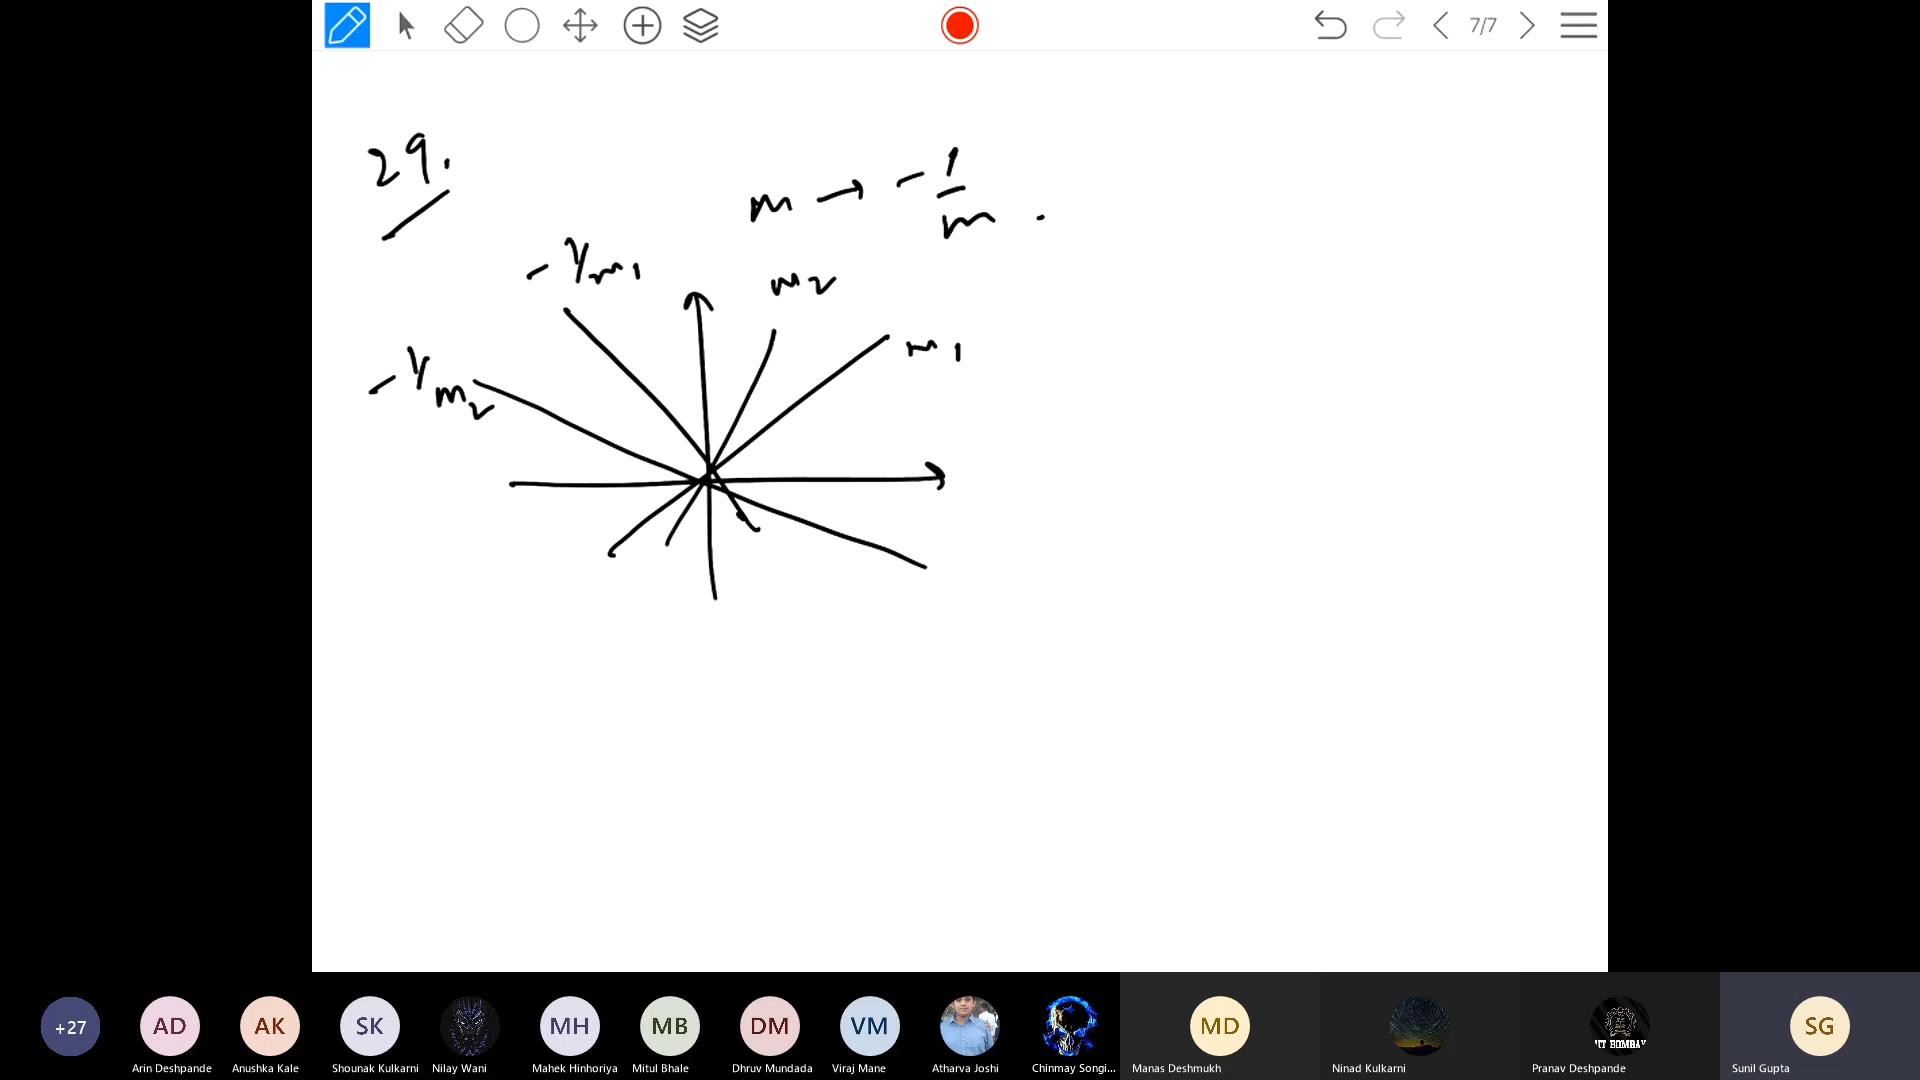 7/7
29.
m → - 1/m .
- 1/m1
m2
- 1/m2
m1
+27
AD
AK
SK
MH
MB
DM
VM
MD
"IT BOMBAY"
SG
Arin Deshpande
Anushka Kale
Shounak Kulkarni
Nilay Wani
Mahek Hinhoriya
Mitul Bhale
Dhruv Mundada
Viraj Mane
Atharva Joshi
Chinmay Songi...
Manas Deshmukh
Ninad Kulkarni
Pranav Deshpande
Sunil Gupta